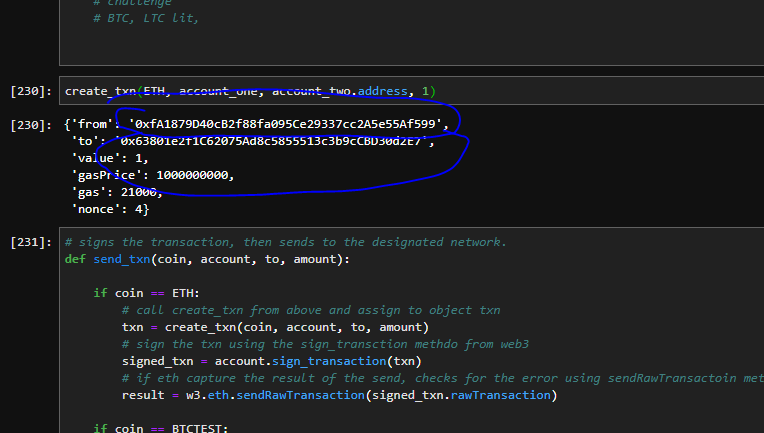 # challenge
# BTC, LTC lit,
[230]: create_txn(ETH, account_one, account_two.address, 1)
[230]: {'from': '0xfA1879D40cB2f88fa095Ce29337cc2A5e55Af599',
'to': '0x63801e2f1C62075Ad8c5855513c3b9cCBD30d2E7',
'value': 1,
'gasPrice': 1000000000,
'gas': 21000,
'nonce': 4}
[231]: # signs the transaction, then sends to the designated network.
def send_txn(coin, account, to, amount):
if coin == ETH:
# call create_txn from above and assign to object txn
txn = create_txn(coin, account, to, amount)
# sign the txn using the sign_transction methdo from web3
signed_txn = account.sign_transaction(txn)
# if eth capture the result of the send, checks for the error using sendRawTransactoin met
result = w3.eth.sendRawTransaction(signed_txn.rawTransaction)
if coin == BTCTEST: